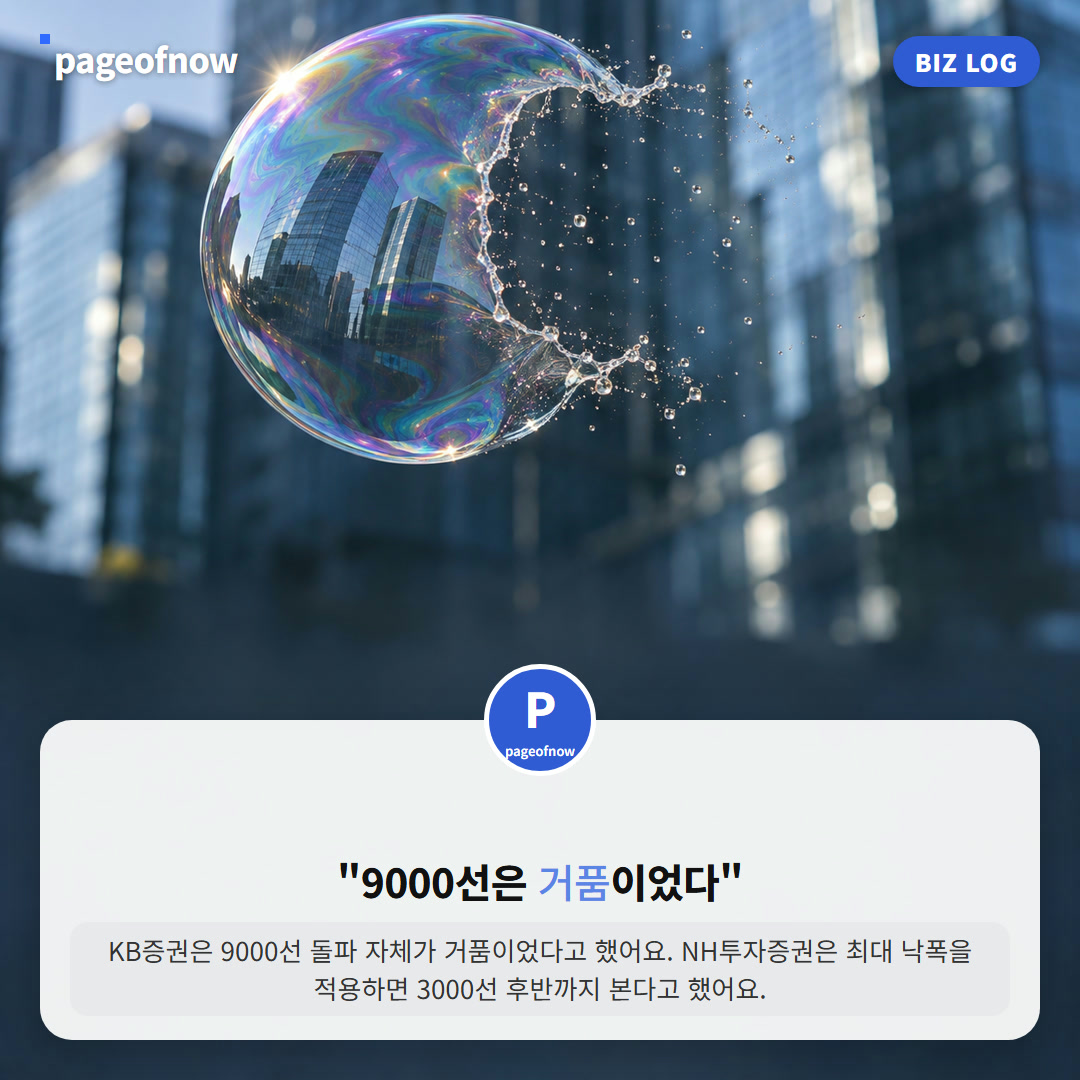 pageofnow
BIZ LOG
P
pageofnow
"9000선은 거품이었다"
KB증권은 9000선 돌파 자체가 거품이었다고 했어요. NH투자증권은 최대 낙폭을
적용하면 3000선 후반까지 본다고 했어요.